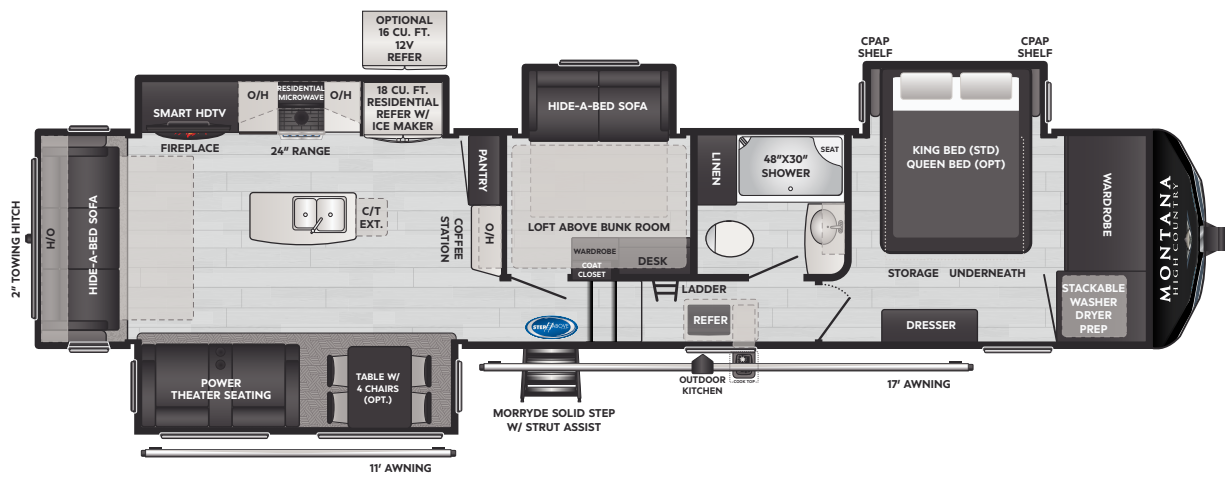 OPTIONAL
16 CU. FT.
12V
REFER
CPAP
SHELF
CPAP
SHELF
SMART HDTV
FIREPLACE
O/H
RESIDENTIAL
MICROWAVE
O/H
24" RANGE
18 CU. FT.
RESIDENTIAL
REFER W/
ICE MAKER
HIDE-A-BED SOFA
PANTRY
LINEN
48"X30"
SHOWER
SEAT
KING BED (STD)
QUEEN BED (OPT)
WARDROBE
2" TOWING HITCH
H/O
HIDE-A-BED SOFA
C/T
EXT.
COFFEE
STATION
O/H
LOFT ABOVE BUNK ROOM
WARDROBE
DESK
COAT
CLOSET
LADDER
STORAGE UNDERNEATH
MONTANA
HIGH COUNTRY
STACKABLE
WASHER
DRYER
PREP
STEP ABOVE
REFER
DRESSER
POWER
THEATER SEATING
TABLE W/
4 CHAIRS
(OPT.)
OUTDOOR
KITCHEN
COOK TOP
17' AWNING
MORRYDE SOLID STEP
W/ STRUT ASSIST
11' AWNING